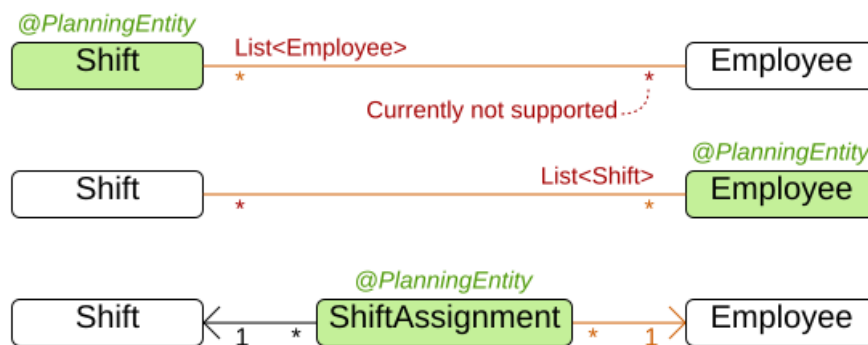 @PlanningEntity
Shift
List<Employee>
Employee
*
*
Currently not supported
@PlanningEntity
Shift
List<Shift>
Employee
*
*
@PlanningEntity
Shift
ShiftAssignment
Employee
1
*
*
1